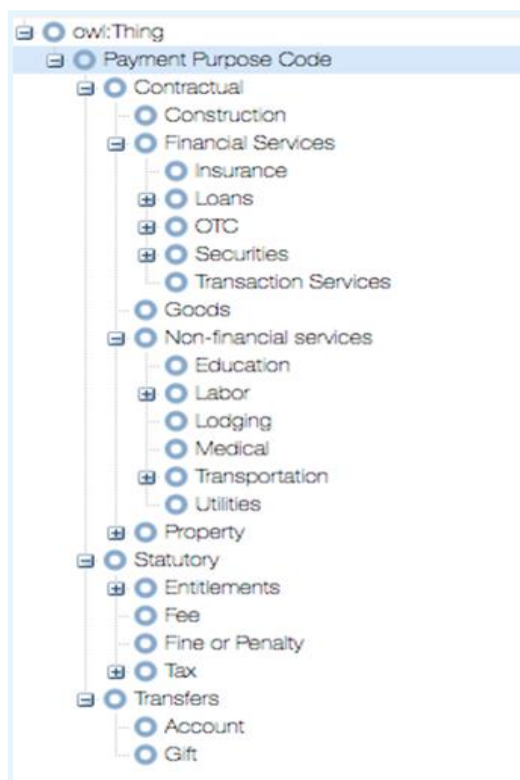 owl:Thing
Payment Purpose Code
Contractual
Construction
Financial Services
Insurance
Loans
OTC
Securities
Transaction Services
Goods
Non-financial services
Education
Labor
Lodging
Medical
Transportation
Utilities
Property
Statutory
Entitlements
Fee
Fine or Penalty
Tax
Transfers
Account
Gift